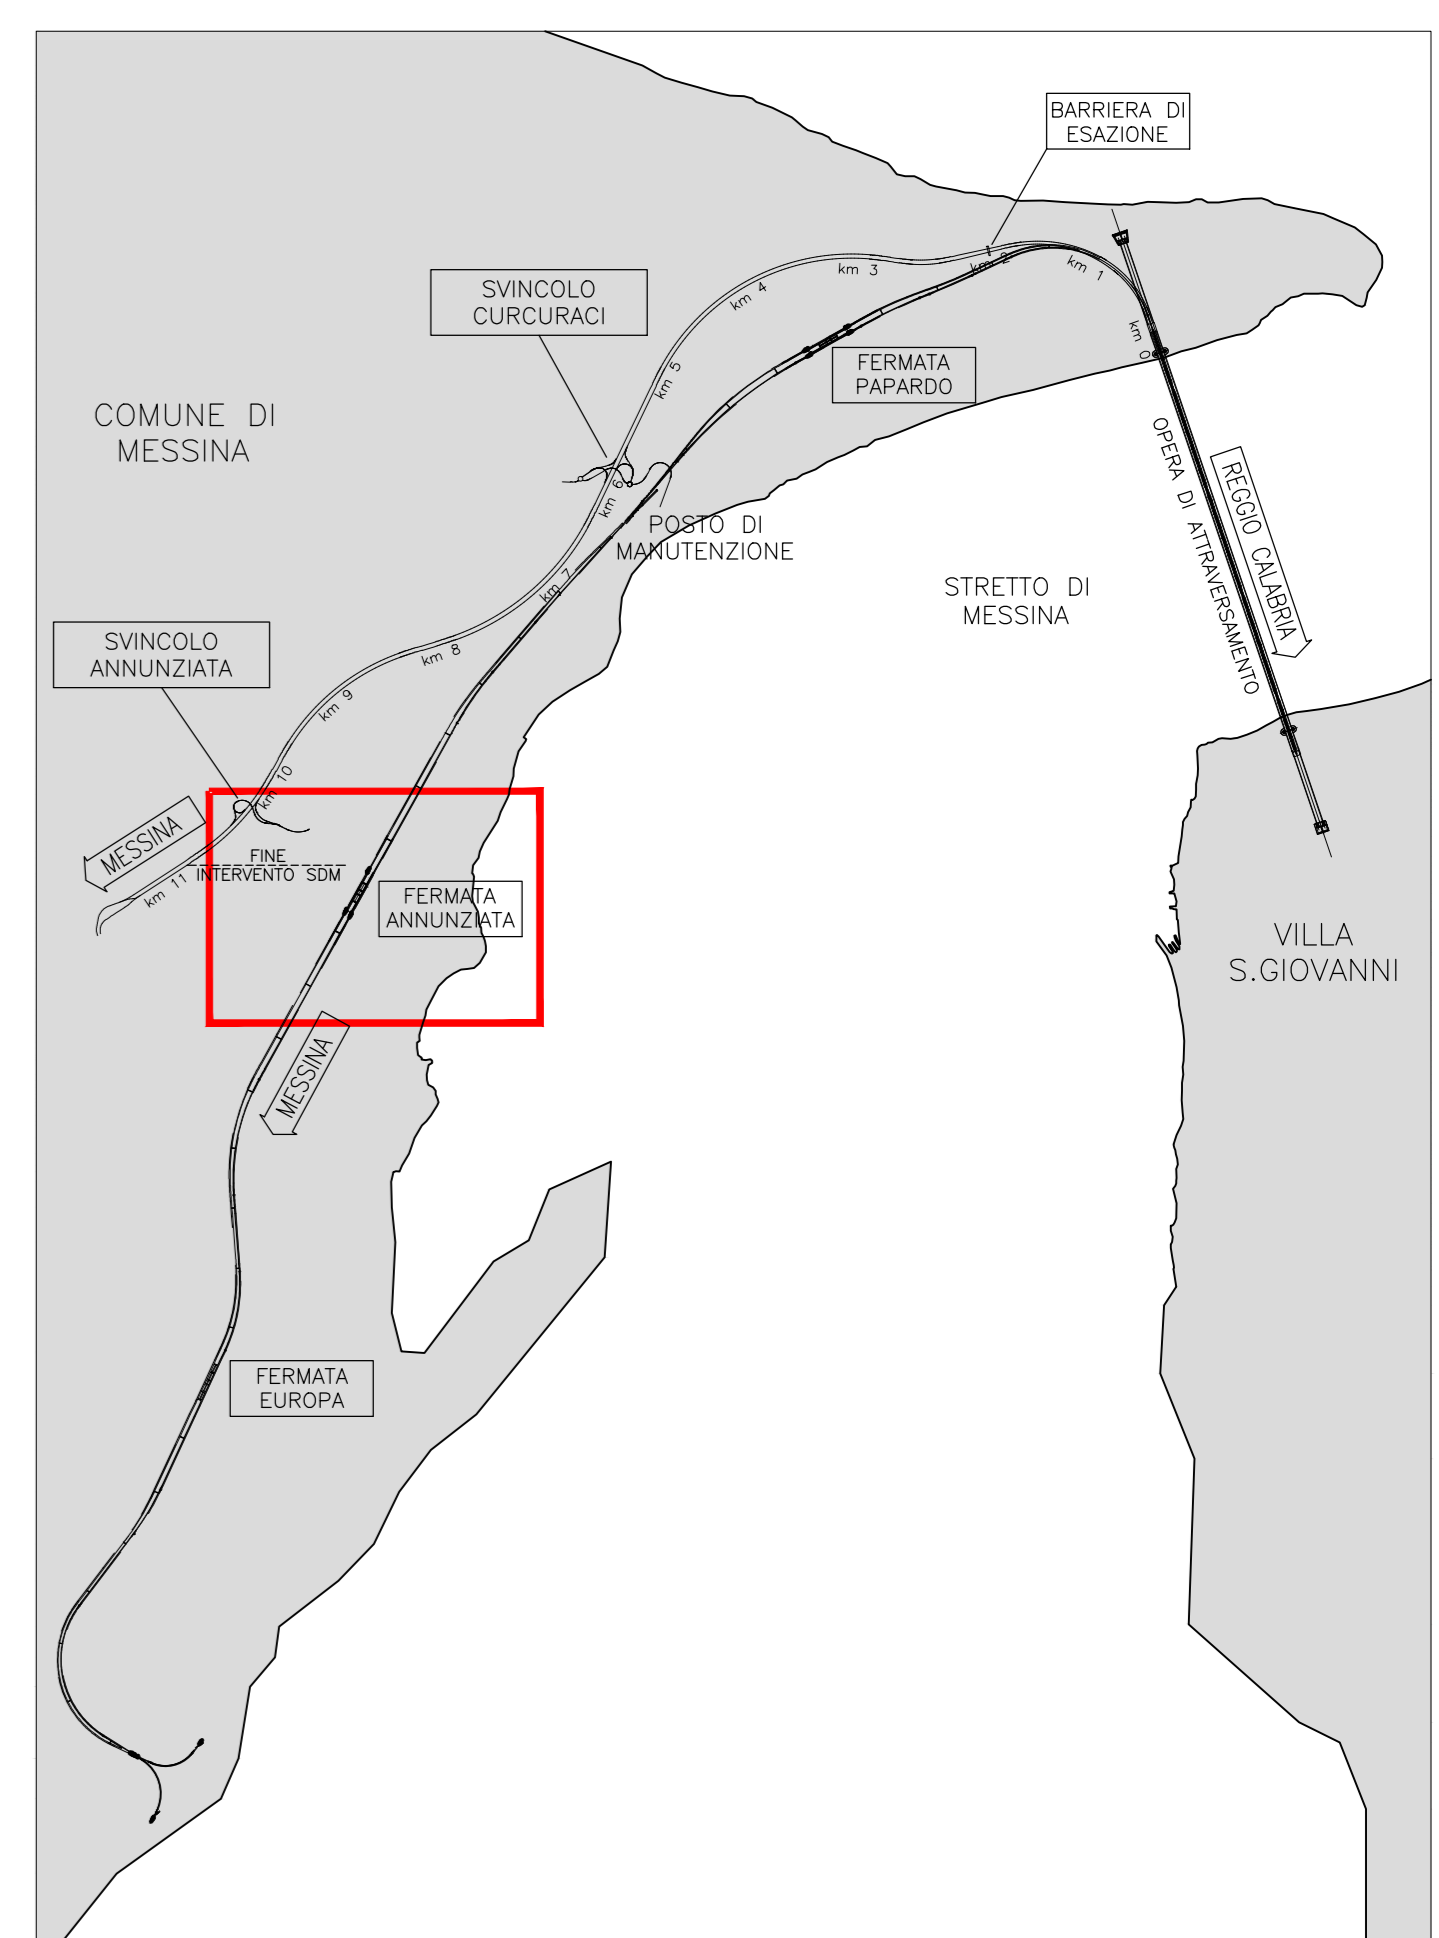 BARRIERA DI
ESAZIONE
km 2
km 1
km 3
km 4
km 0
SVINCOLO
CURCURACI
FERMATA
PAPARDO
km 5
COMUNE DI
MESSINA
OPERA DI ATTRAVERSAMENTO
REGGIO CALABRIA
km 6
POSTO DI
MANUTENZIONE
km 7
STRETTO DI
MESSINA
SVINCOLO
ANNUNZIATA
km 8
km 9
km 10
MESSINA
FINE
INTERVENTO SDM
km 11
FERMATA
ANNUNZIATA
VILLA
S.GIOVANNI
MESSINA
FERMATA
EUROPA